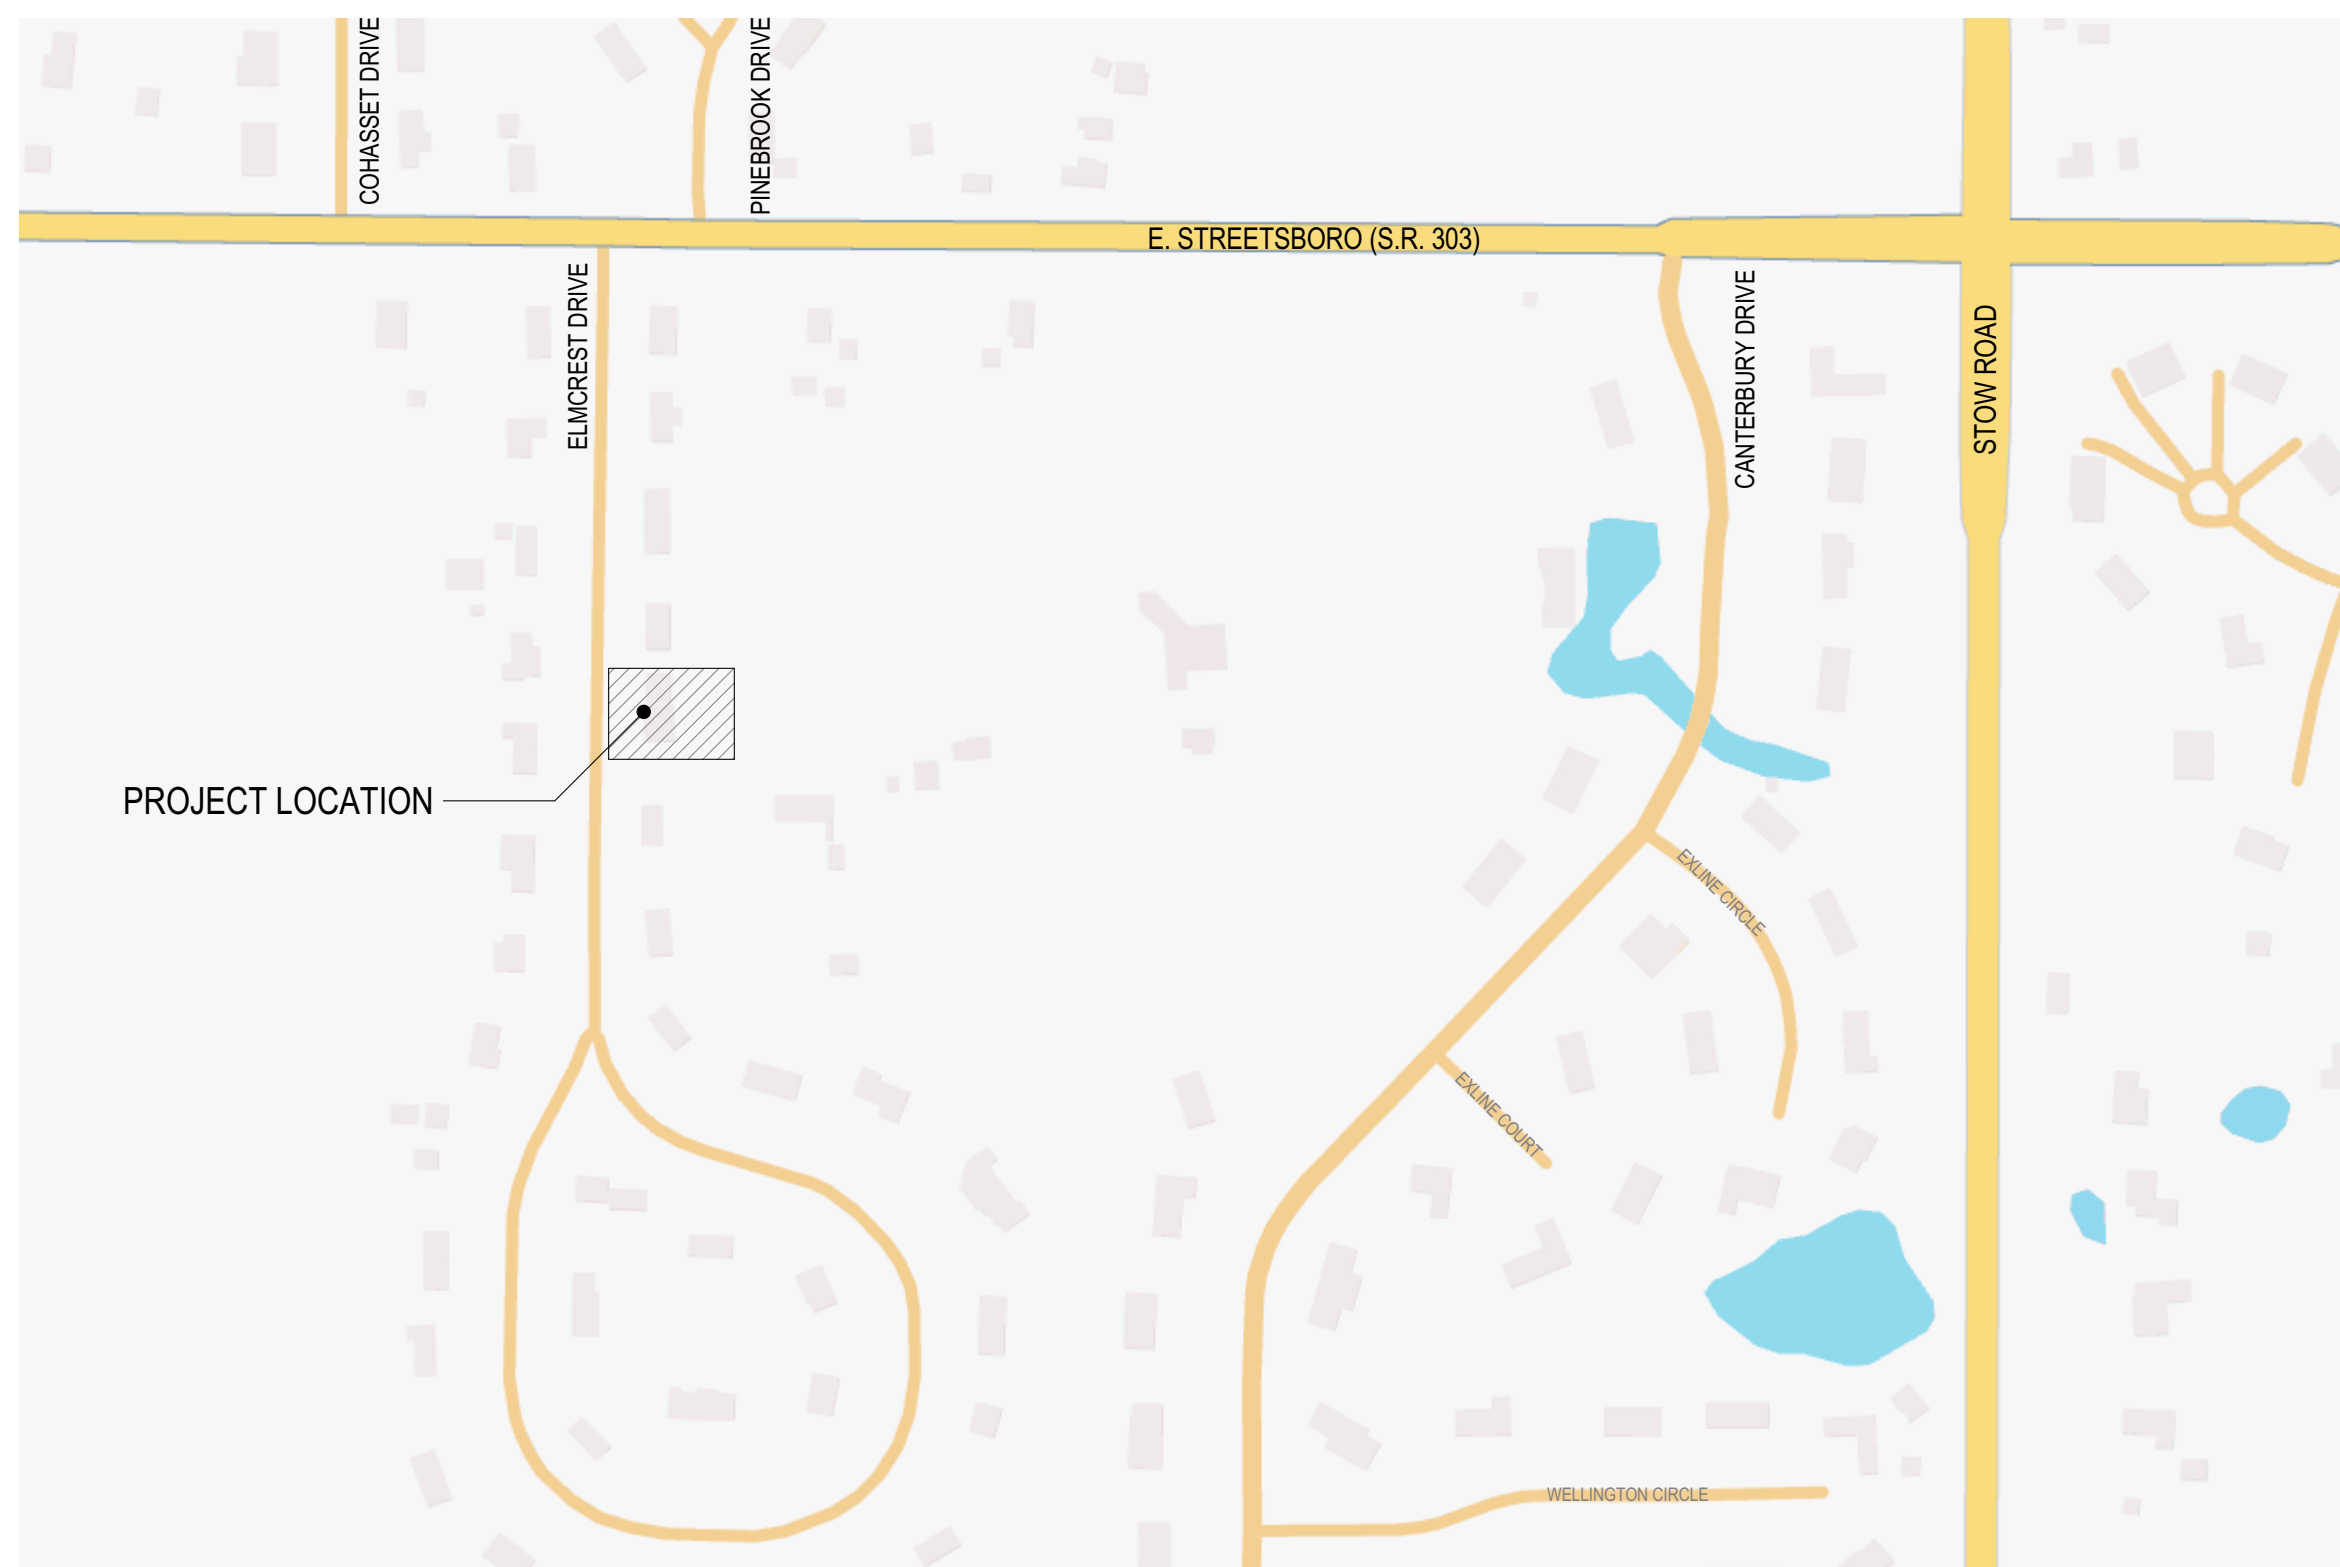 COHASSET DRIVE
PINEBROOK DRIVE
E. STREETSBORO (S.R. 303)
ELMCREST DRIVE
CANTERBURY DRIVE
STOW ROAD
PROJECT LOCATION
EXLINE CIRCLE
EXLINE COURT
WELLINGTON CIRCLE